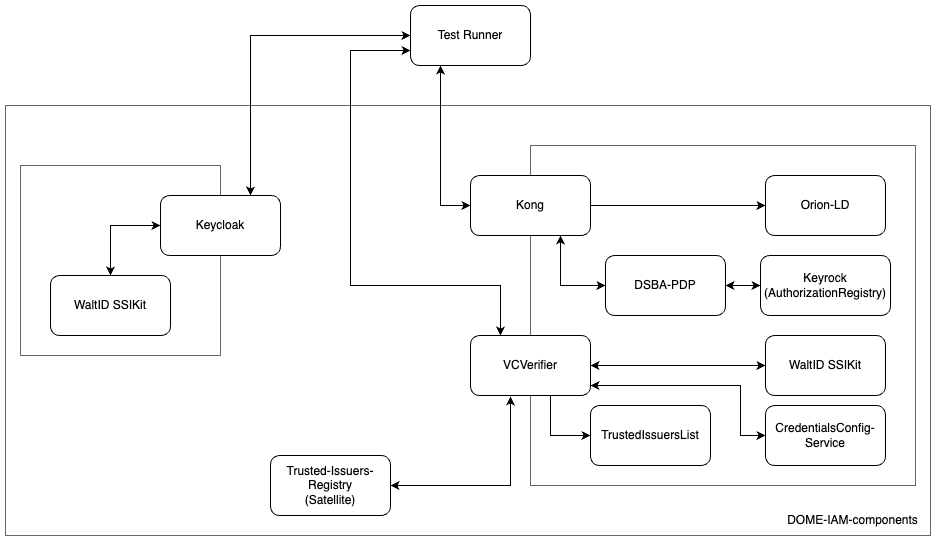 Test Runner
Kong
Orion-LD
Keycloak
DSBA-PDP
Keyrock
(AuthorizationRegistry)
WaltID SSIKit
VCVerifier
WaltID SSIKit
TrustedIssuersList
CredentialsConfig-
Service
Trusted-Issuers-
Registry
(Satellite)
DOME-IAM-components